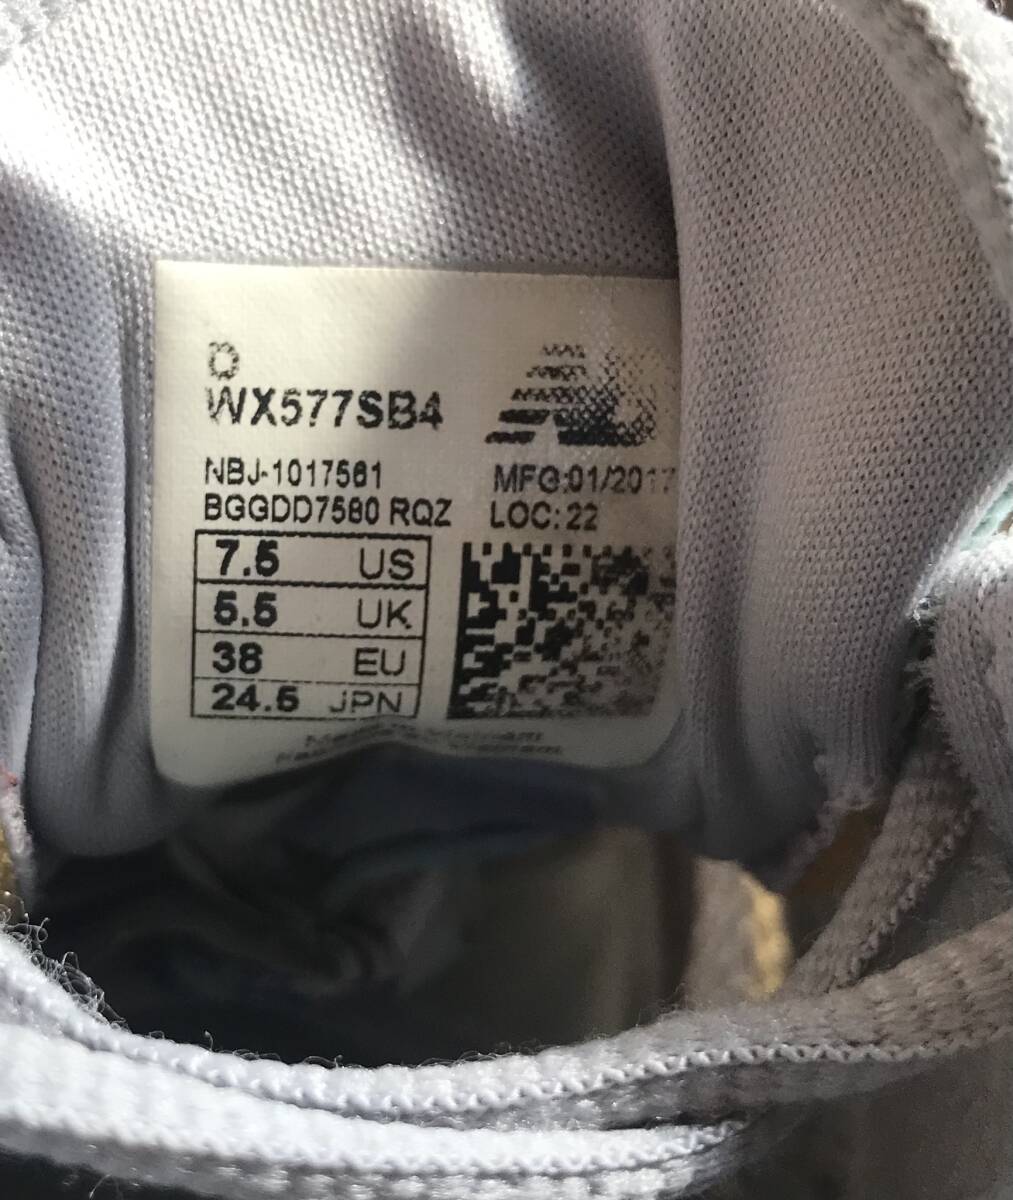 D
WX577SB4
NBJ-1017561
BGGDD7580 RQZ
MFG:01/2017
LOC: 22
7.5 US
5.5 UK
38 EU
24.5 JPN